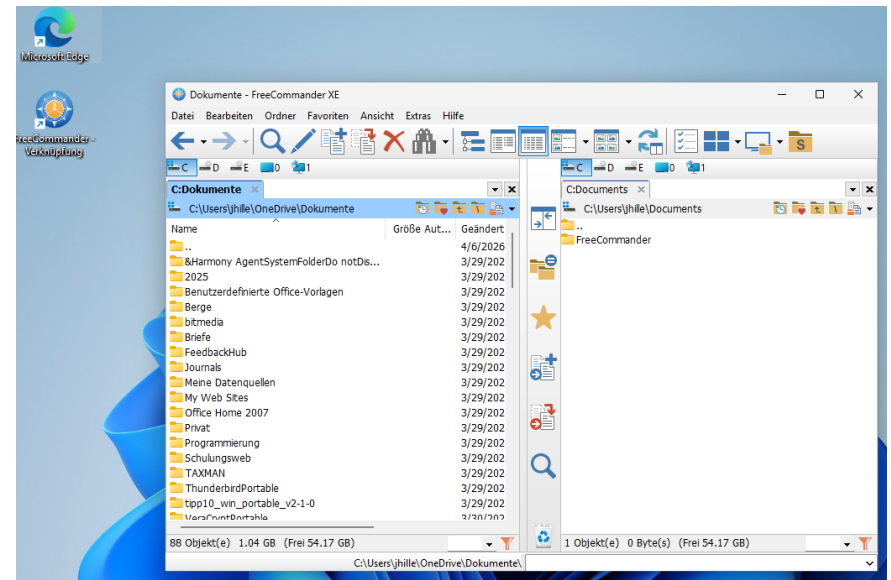 Microsoft Edge
FreeCommander -
Verknüpfung
Dokumente - FreeCommander XE
Datei Bearbeiten Ordner Favoriten Ansicht Extras Hilfe
S
C D E 0 1
C:Dokumente
C:\Users\jhille\OneDrive\Dokumente
Name Größe Aut... Geändert
.. 4/6/2026
&Harmony AgentSystemFolderDo notDis... 3/29/202
2025 3/29/202
Benutzerdefinierte Office-Vorlagen 3/29/202
Berge 3/29/202
bitmedia 3/29/202
Briefe 3/29/202
FeedbackHub 3/29/202
Journals 3/29/202
Meine Datenquellen 3/29/202
My Web Sites 3/29/202
Office Home 2007 3/29/202
Privat 3/29/202
Programmierung 3/29/202
Schulungsweb 3/29/202
TAXMAN 3/29/202
ThunderbirdPortable 3/29/202
tipp10_win_portable_v2-1-0 3/29/202
VeraCryptPortable 3/30/202
88 Objekt(e) 1.04 GB (Frei 54.17 GB)
C D E 0 1
C:Documents
C:\Users\jhille\Documents
..
FreeCommander
1 Objekt(e) 0 Byte(s) (Frei 54.17 GB)
C:\Users\jhille\OneDrive\Dokumente\